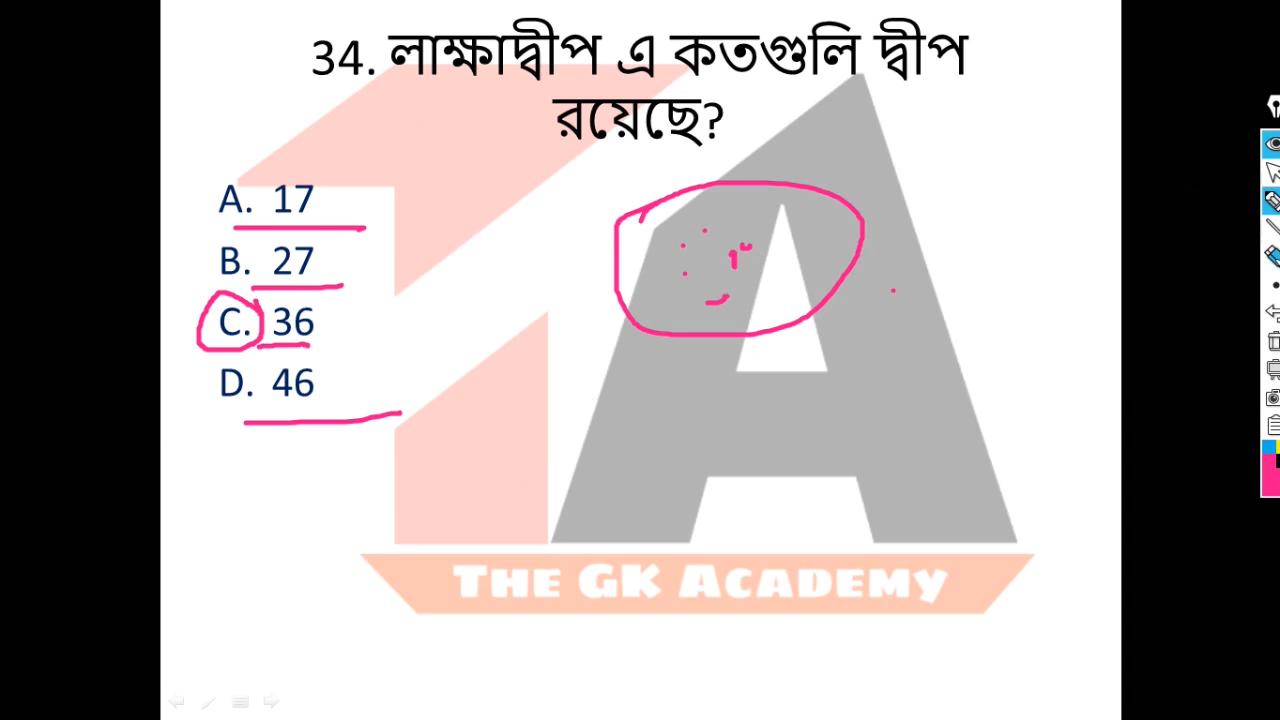 34. লাক্ষাদ্বীপ এ কতগুলি দ্বীপ
রয়েছে?
A. 17
B. 27
C. 36
D. 46
THE GK ACADEMY